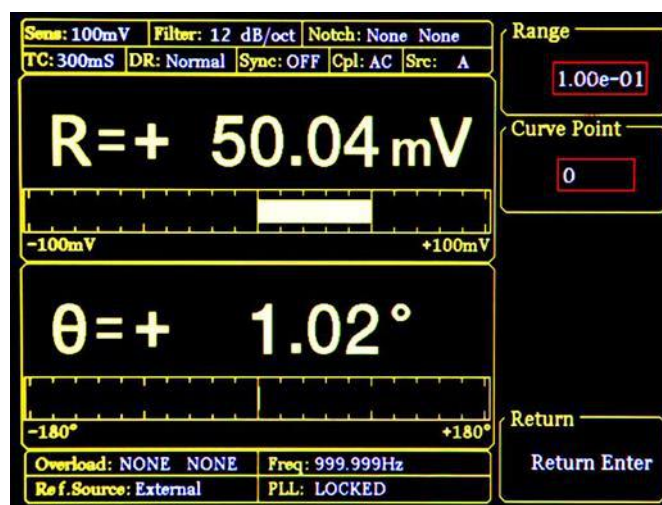 Sens: 100mV Filter: 12 dB/oct Notch: None None
TC: 300mS DR: Normal Sync: OFF Cpl: AC Src: A
R=+ 50.04 mV
-100mV +100mV
θ=+ 1.02°
-180° +180°
Overload: NONE NONE Freq: 999.999Hz
Ref.Source: External PLL: LOCKED
Range
1.00e-01
Curve Point
0
Return
Return Enter